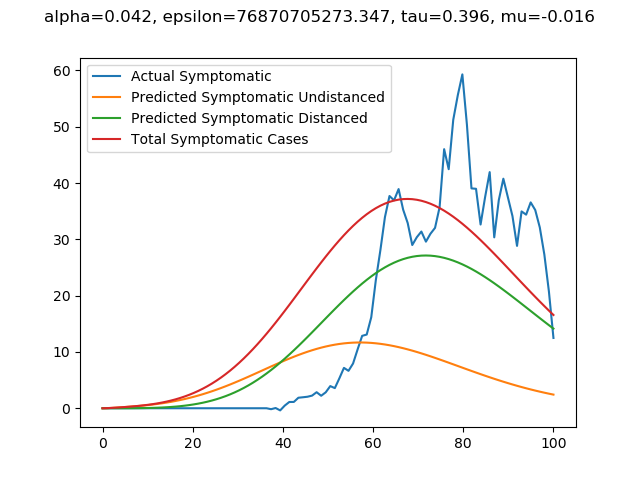 alpha=0.042, epsilon=76870705273.347, tau=0.396, mu=-0.016
Actual Symptomatic
Predicted Symptomatic Undistanced
Predicted Symptomatic Distanced
Total Symptomatic Cases
60
50
40
30
20
10
0
0 20 40 60 80 100